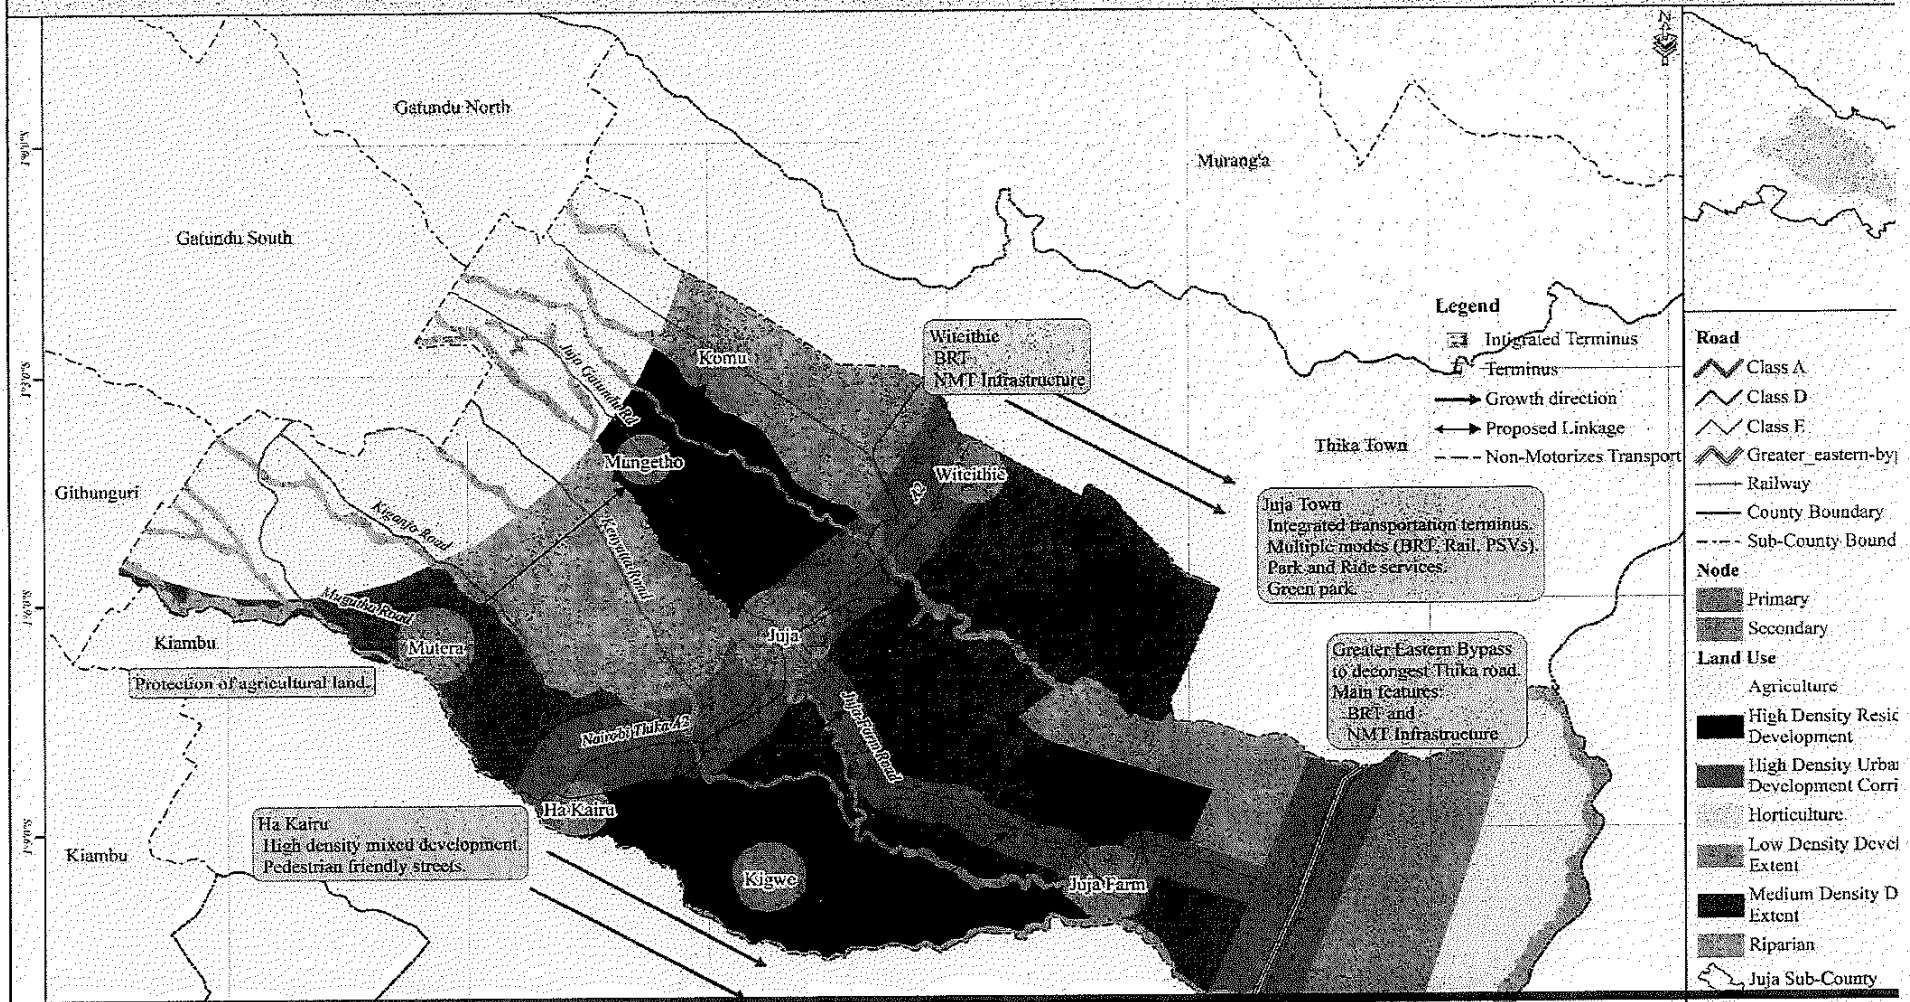 Gatundu North
Murang'a
Gatundu South
Githunguri
Kiambu
Kiambu
Thika Town
Komu
Mungetho
Witeithie
Juja
Mutera
Ha Kairu
Kigwe
Juja Farm
Juja Gatundu Rd
Kiganjo Road
Kenyatta Road
Mugutha Road
Nairobi Thika A2
A2
Juja Farm Road
Witeithie
BRT
NMT Infrastructure
Juja Town
Integrated transportation terminus.
Multiple modes (BRT, Rail, PSVs).
Park and Ride services.
Green park.
Greater Eastern Bypass
to decongest Thika road.
Main features:
BRT and
NMT Infrastructure
Protection of agricultural land.
Ha Kairu
High density mixed development.
Pedestrian friendly streets.
Legend
Intigrated Terminus
Terminus
Growth direction
Proposed Linkage
Non-Motorizes Transport
N
Road
Class A
Class D
Class E
Greater_eastern-by
Railway
County Boundary
Sub-County Bound
Node
Primary
Secondary
Land Use
Agriculture
High Density Resid
Development
High Density Urba
Development Corri
Horticulture
Low Density Devel
Extent
Medium Density D
Extent
Riparian
Juja Sub-County